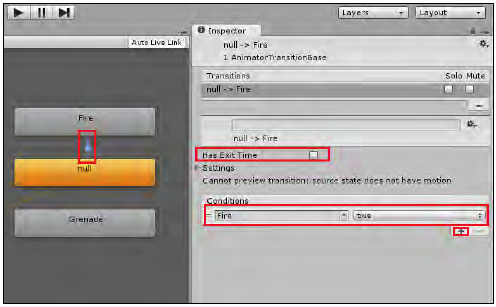 Layers
Layout
Auto Live Link
Fire
null
Grenade
Inspector
null -> Fire
1 AnimatorTransitionBase
Transitions Solo Mute
null -> Fire
null -> Fire
Has Exit Time
Settings
Cannot preview transition: source state does not have motion
Conditions
Fire true